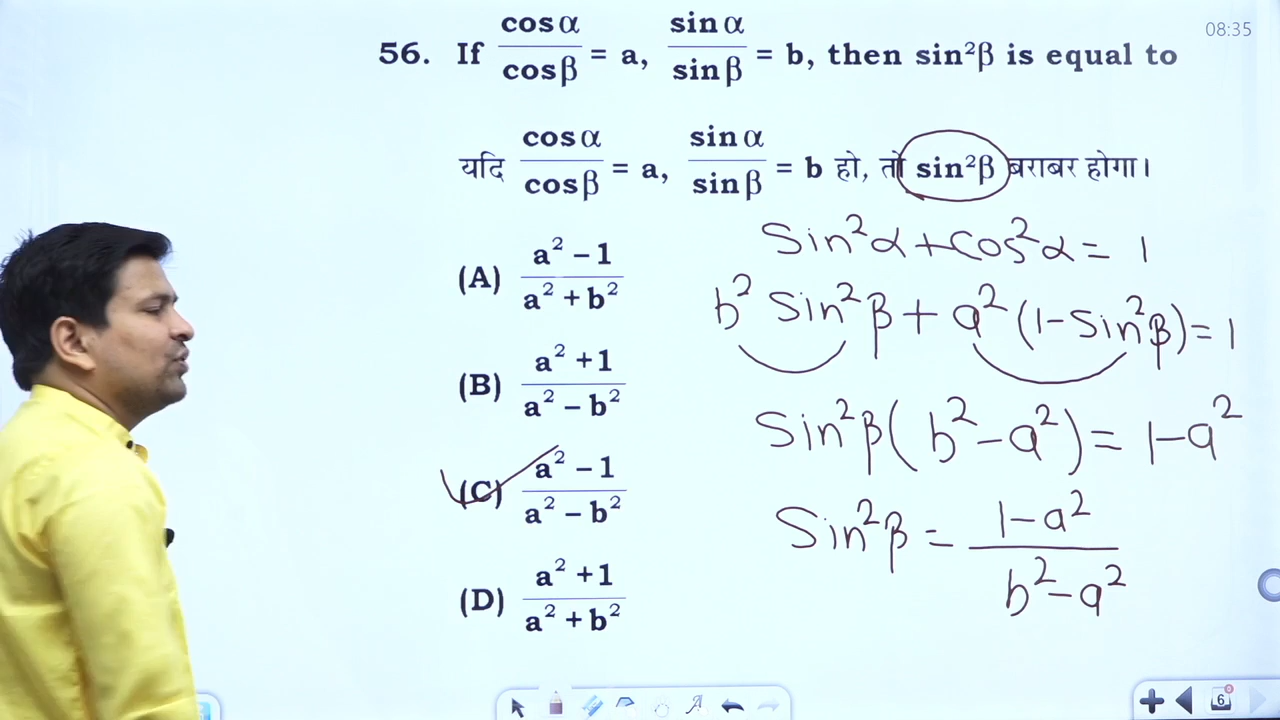 08:35
56. If cosα/cosβ = a, sinα/sinβ = b, then sin²β is equal to
यदि cosα/cosβ = a, sinα/sinβ = b हो, तो sin²β बराबर होगा।
(A) a² – 1 / a² + b²
(B) a² + 1 / a² – b²
(C) a² – 1 / a² – b²
(D) a² + 1 / a² + b²
Sin²α + Cos²α = 1
b² Sin²β + a² (1 – Sin²β) = 1
Sin²β (b² – a²) = 1 – a²
Sin²β = 1 – a² / b² – a²
A
6